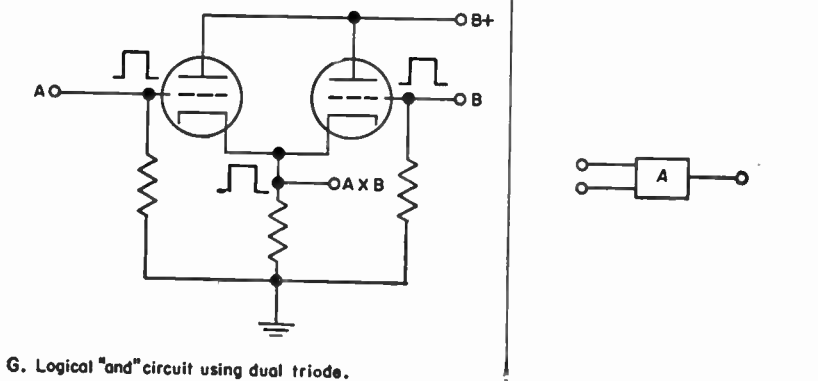 B+
A
B
A X B
A
G. Logical "and" circuit using dual triode.